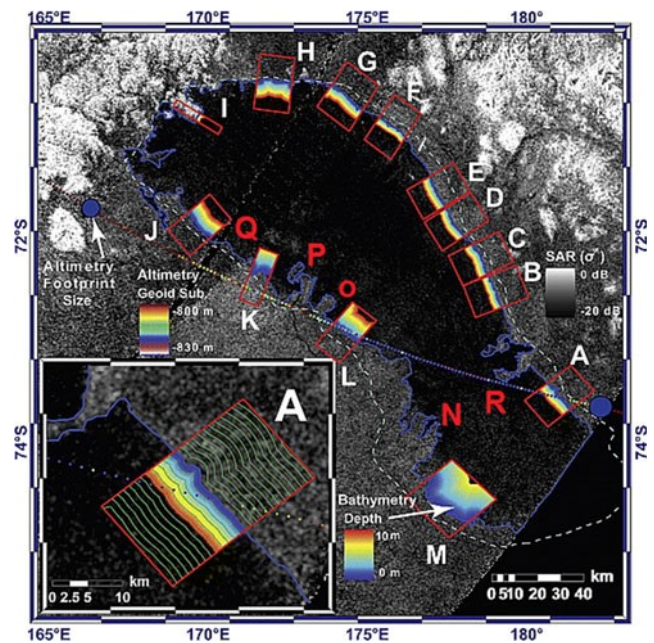 165°E 170°E 175°E 180°
H
G
F
I
E
D
C
B
72°S
72°S
J
Q
P
O
K
L
Altimetry
Footprint
Size
Altimetry
Geoid Sub.
-800 m
-830 m
SAR (σ°)
0 dB
-20 dB
A
R
N
74°S
74°S
Bathymetry
Depth
10 m
0 m
M
A
km
0 2.5 5 10
km
0 5 10 20 30 40
165°E 170°E 175°E 180°